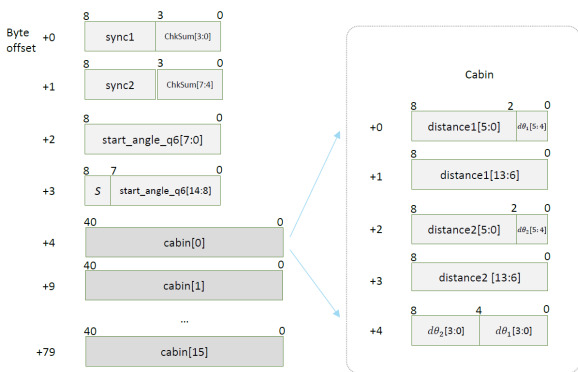 Byte
offset
8 3 0
+0 sync1 ChkSum[3:0]
8 3 0
+1 sync2 ChkSum[7:4]
8 0
+2 start_angle_q6[7:0]
8 7 0
+3 S start_angle_q6[14:8]
40 0
+4 cabin[0]
40 0
+9 cabin[1]
...
40 0
+79 cabin[15]
Cabin
8 2 0
+0 distance1[5:0] dθ₁[5:4]
8 0
+1 distance1[13:6]
8 2 0
+2 distance2[5:0] dθ₂[5:4]
8 0
+3 distance2 [13:6]
8 4 0
+4 dθ₂[3:0] dθ₁[3:0]